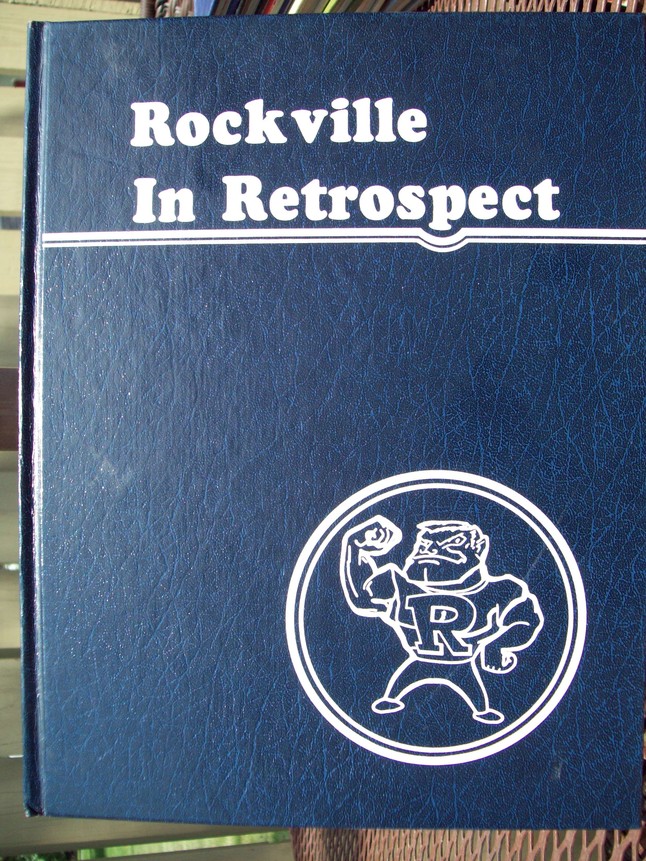 Rockville
In Retrospect
R